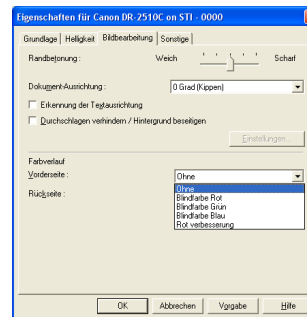 Eigenschaften für Canon DR-2510C on STI - 0000
Grundlage Helligkeit Bildbearbeitung Sonstige
Randbetonung : Weich Scharf
Dokument-Ausrichtung : 0 Grad (Kippen)
Erkennung der Textausrichtung
Durchschlagen verhindern / Hintergrund beseitigen
Einstellungen...
Farbverlauf
Vorderseite : Ohne
Ohne
Rückseite : Blindfarbe Rot
Blindfarbe Grün
Blindfarbe Blau
Rot verbesserung
OK Abbrechen Vorgabe Hilfe